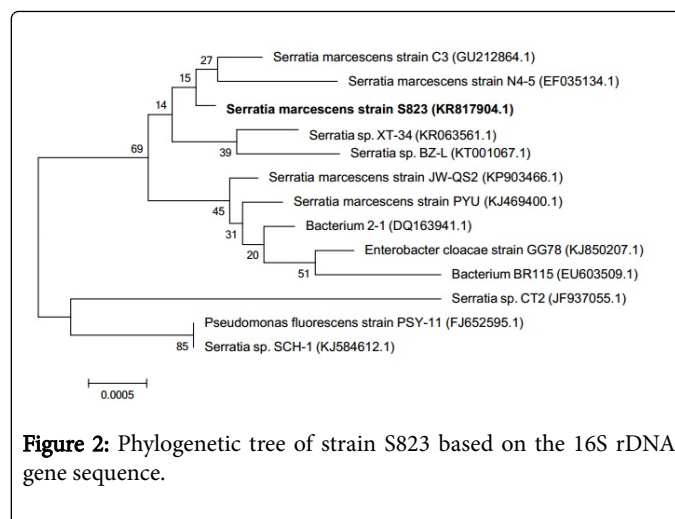 27
Serratia marcescens strain C3 (GU212864.1)
15
Serratia marcescens strain N4-5 (EF035134.1)
14
Serratia marcescens strain S823 (KR817904.1)
Serratia sp. XT-34 (KR063561.1)
69
39
Serratia sp. BZ-L (KT001067.1)
Serratia marcescens strain JW-QS2 (KP903466.1)
45
Serratia marcescens strain PYU (KJ469400.1)
31
Bacterium 2-1 (DQ163941.1)
20
Enterobacter cloacae strain GG78 (KJ850207.1)
51
Bacterium BR115 (EU603509.1)
Serratia sp. CT2 (JF937055.1)
Pseudomonas fluorescens strain PSY-11 (FJ652595.1)
85
Serratia sp. SCH-1 (KJ584612.1)
0.0005
Figure 2: Phylogenetic tree of strain S823 based on the 16S rDNA
gene sequence.